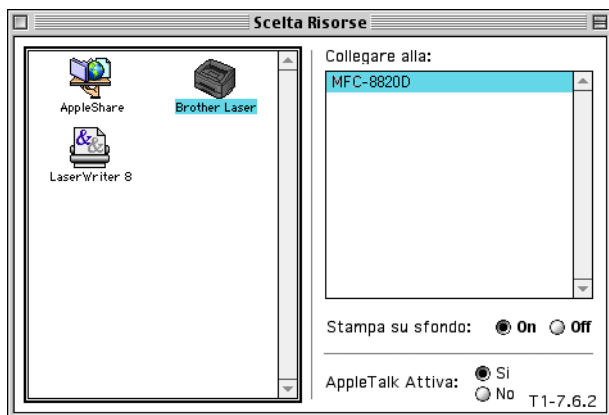 Scelta Risorse
AppleShare
Brother Laser
LaserWriter 8
Collegare alla:
MFC-8820D
Stampa su sfondo: On Off
AppleTalk Attiva: Si
No
T1-7.6.2